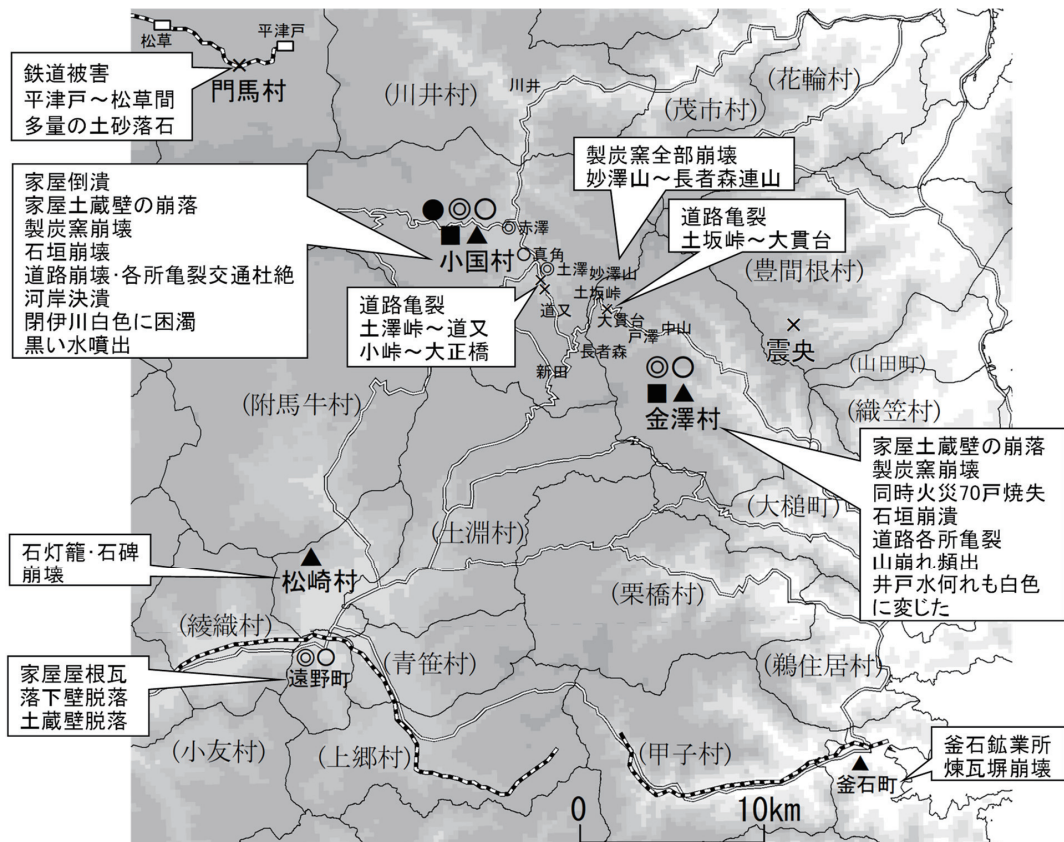 松草
平津戸
門馬村
鉄道被害
平津戸～松草間
多量の土砂落石
(川井村)
川井
(花輪村)
(茂市村)
家屋倒潰
家屋土蔵壁の崩落
製炭窯崩壊
石垣崩壊
道路崩壊･各所亀裂交通杜絶
河岸決潰
閉伊川白色に困濁
黒い水噴出
製炭窯全部崩壊
妙澤山～長者森連山
道路亀裂
土坂峠～大貫台
赤澤
小国村
真角
土澤
妙澤山
土坂峠
道又
大貫台
戸澤
中山
長者森
新田
道路亀裂
土澤峠～道又
小峠～大正橋
(豊間根村)
震央
(山田町)
(織笠村)
(附馬牛村)
金澤村
家屋土蔵壁の崩落
製炭窯崩壊
同時火災70戸焼失
石垣崩潰
道路各所亀裂
山崩れ頻出
井戸水何れも白色
に変じた
(大槌町)
(土淵村)
石灯籠･石碑
崩壊
松崎村
(栗橋村)
(綾織村)
(青笹村)
(鵜住居村)
遠野町
家屋屋根瓦
落下壁脱落
土蔵壁脱落
(小友村)
(上郷村)
(甲子村)
釜石町
釜石鉱業所
煉瓦塀崩壊
0
10km